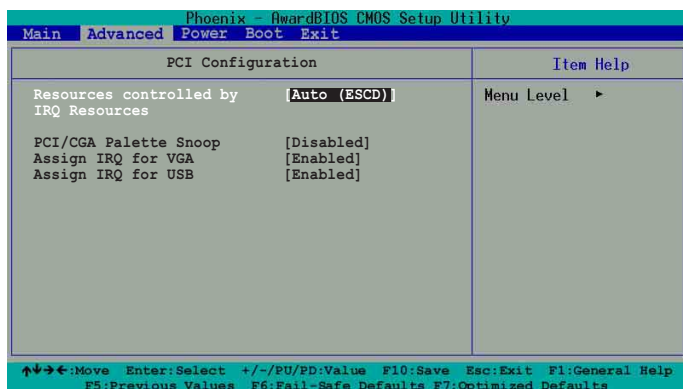 Phoenix - AwardBIOS CMOS Setup Utility
Main Advanced Power Boot Exit
PCI Configuration
Item Help
Resources controlled by [Auto (ESCD)]
IRQ Resources
Menu Level ►
PCI/CGA Palette Snoop [Disabled]
Assign IRQ for VGA [Enabled]
Assign IRQ for USB [Enabled]
↑↓→←:Move Enter:Select +/-/PU/PD:Value F10:Save Esc:Exit F1:General Help
F5:Previous Values F6:Fail-Safe Defaults F7:Optimized Defaults